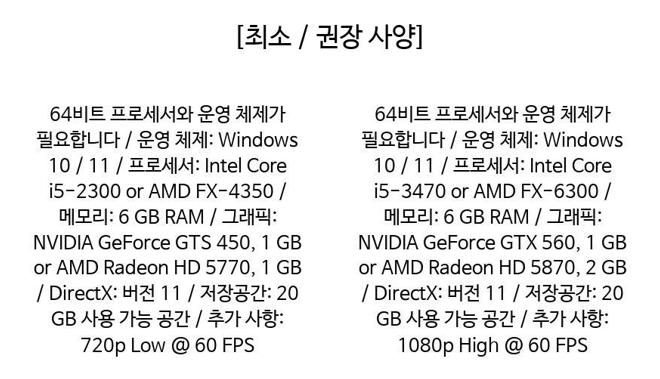 [최소 / 권장 사양]
64비트 프로세서와 운영 체제가
필요합니다 / 운영 체제: Windows
10 / 11 / 프로세서: Intel Core
i5-2300 or AMD FX-4350 /
메모리: 6 GB RAM / 그래픽:
NVIDIA GeForce GTS 450, 1 GB
or AMD Radeon HD 5770, 1 GB
/ DirectX: 버전 11 / 저장공간: 20
GB 사용 가능 공간 / 추가 사항:
720p Low @ 60 FPS
64비트 프로세서와 운영 체제가
필요합니다 / 운영 체제: Windows
10 / 11 / 프로세서: Intel Core
i5-3470 or AMD FX-6300 /
메모리: 6 GB RAM / 그래픽:
NVIDIA GeForce GTX 560, 1 GB
or AMD Radeon HD 5870, 2 GB
/ DirectX: 버전 11 / 저장공간: 20
GB 사용 가능 공간 / 추가 사항:
1080p High @ 60 FPS